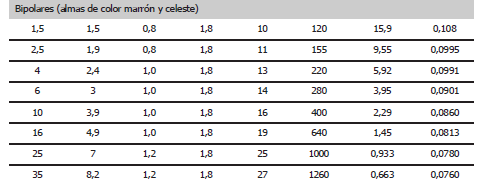 Bipolares (almas de color marrón y celeste)
1,5 1,5 0,8 1,8 10 120 15,9 0,108
2,5 1,9 0,8 1,8 11 155 9,55 0,0995
4 2,4 1,0 1,8 13 220 5,92 0,0991
6 3 1,0 1,8 14 280 3,95 0,0901
10 3,9 1,0 1,8 16 400 2,29 0,0860
16 4,9 1,0 1,8 19 640 1,45 0,0813
25 7 1,2 1,8 25 1000 0,933 0,0780
35 8,2 1,2 1,8 27 1260 0,663 0,0760